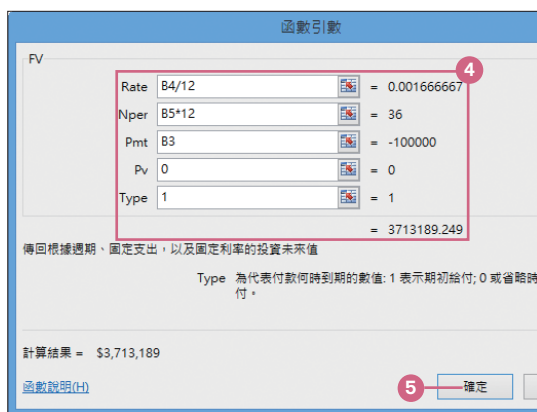 函數引數
FV
4
Rate B4/12 = 0.001666667
Nper B5*12 = 36
Pmt B3 = -100000
Pv 0 = 0
Type 1 = 1
= 3713189.249
傳回根據週期、固定支出，以及固定利率的投資未來值
Type 為代表付款何時到期的數值: 1 表示期初給付; 0 或省略時
付。
計算結果 = $3,713,189
函數說明(H)
5 確定